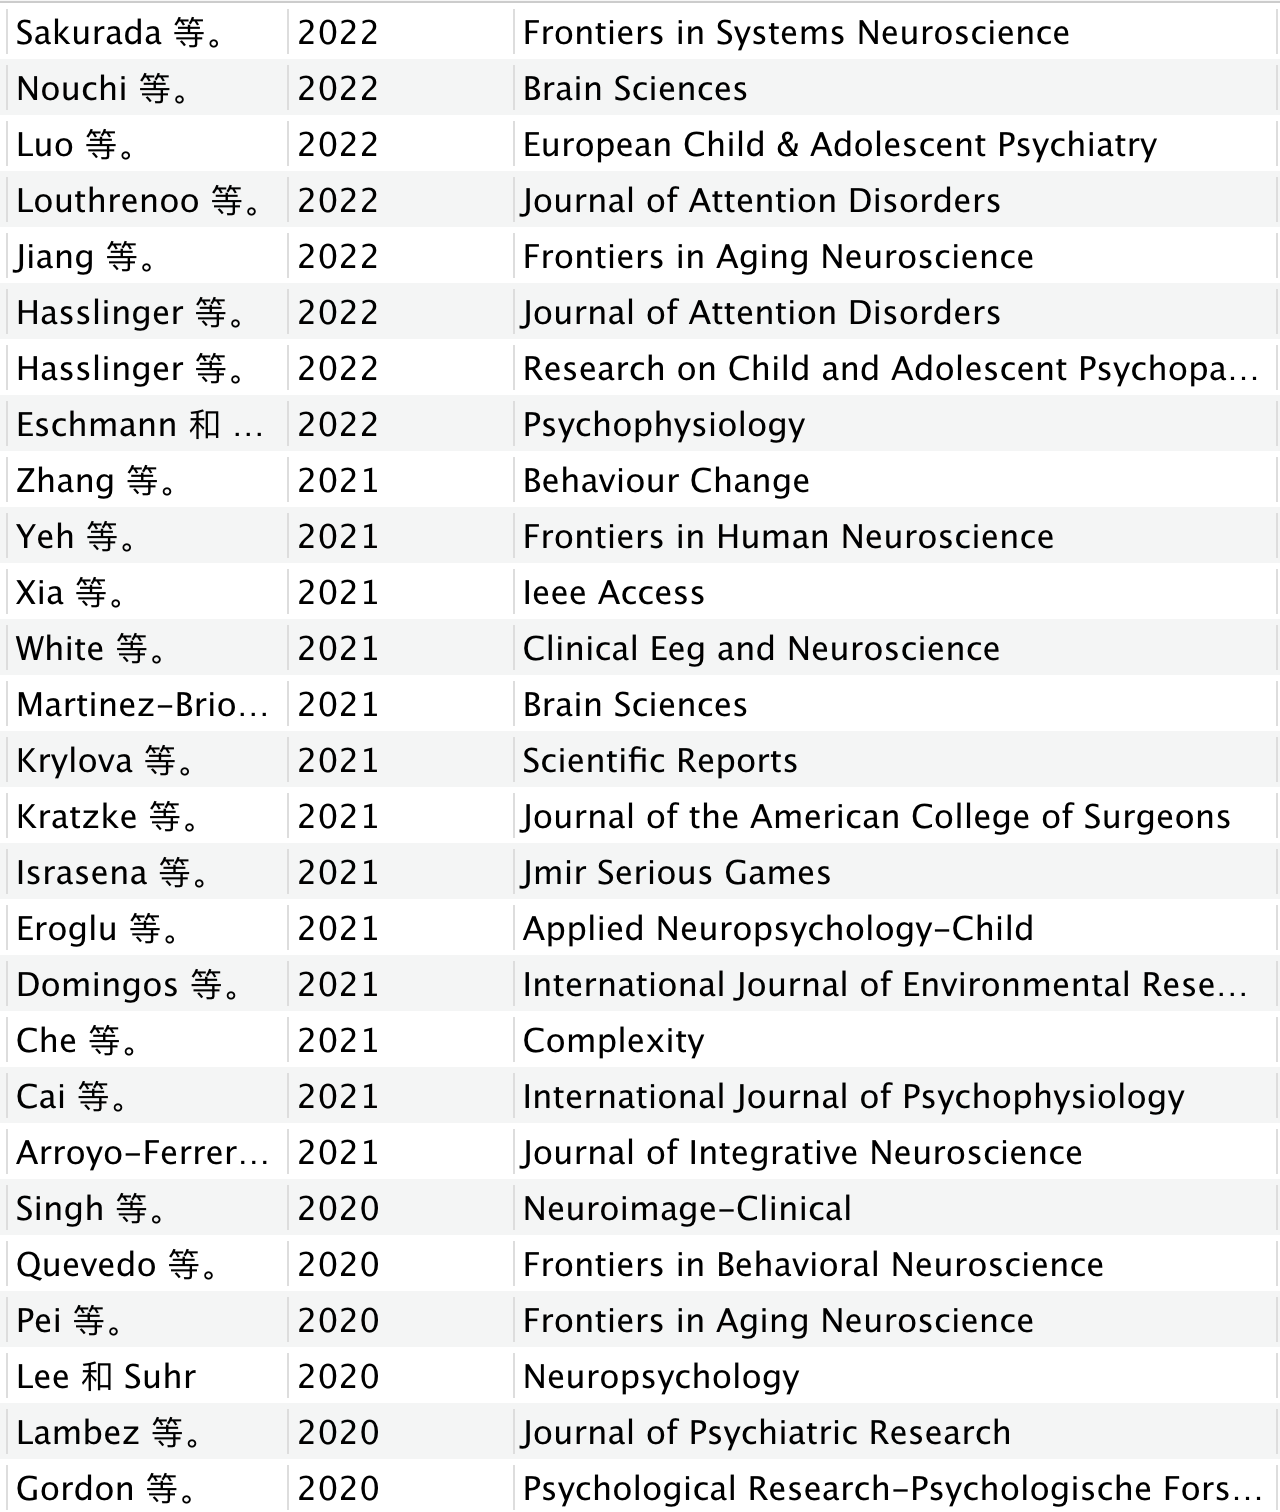 Sakurada 等。 2022 Frontiers in Systems Neuroscience
Nouchi 等。 2022 Brain Sciences
Luo 等。 2022 European Child & Adolescent Psychiatry
Louthrenoo 等。 2022 Journal of Attention Disorders
Jiang 等。 2022 Frontiers in Aging Neuroscience
Hasslinger 等。 2022 Journal of Attention Disorders
Hasslinger 等。 2022 Research on Child and Adolescent Psychopa…
Eschmann 和 … 2022 Psychophysiology
Zhang 等。 2021 Behaviour Change
Yeh 等。 2021 Frontiers in Human Neuroscience
Xia 等。 2021 Ieee Access
White 等。 2021 Clinical Eeg and Neuroscience
Martinez-Brio… 2021 Brain Sciences
Krylova 等。 2021 Scientific Reports
Kratzke 等。 2021 Journal of the American College of Surgeons
Israsena 等。 2021 Jmir Serious Games
Eroglu 等。 2021 Applied Neuropsychology-Child
Domingos 等。 2021 International Journal of Environmental Rese…
Che 等。 2021 Complexity
Cai 等。 2021 International Journal of Psychophysiology
Arroyo-Ferrer… 2021 Journal of Integrative Neuroscience
Singh 等。 2020 Neuroimage-Clinical
Quevedo 等。 2020 Frontiers in Behavioral Neuroscience
Pei 等。 2020 Frontiers in Aging Neuroscience
Lee 和 Suhr 2020 Neuropsychology
Lambez 等。 2020 Journal of Psychiatric Research
Gordon 等。 2020 Psychological Research-Psychologische Fors…